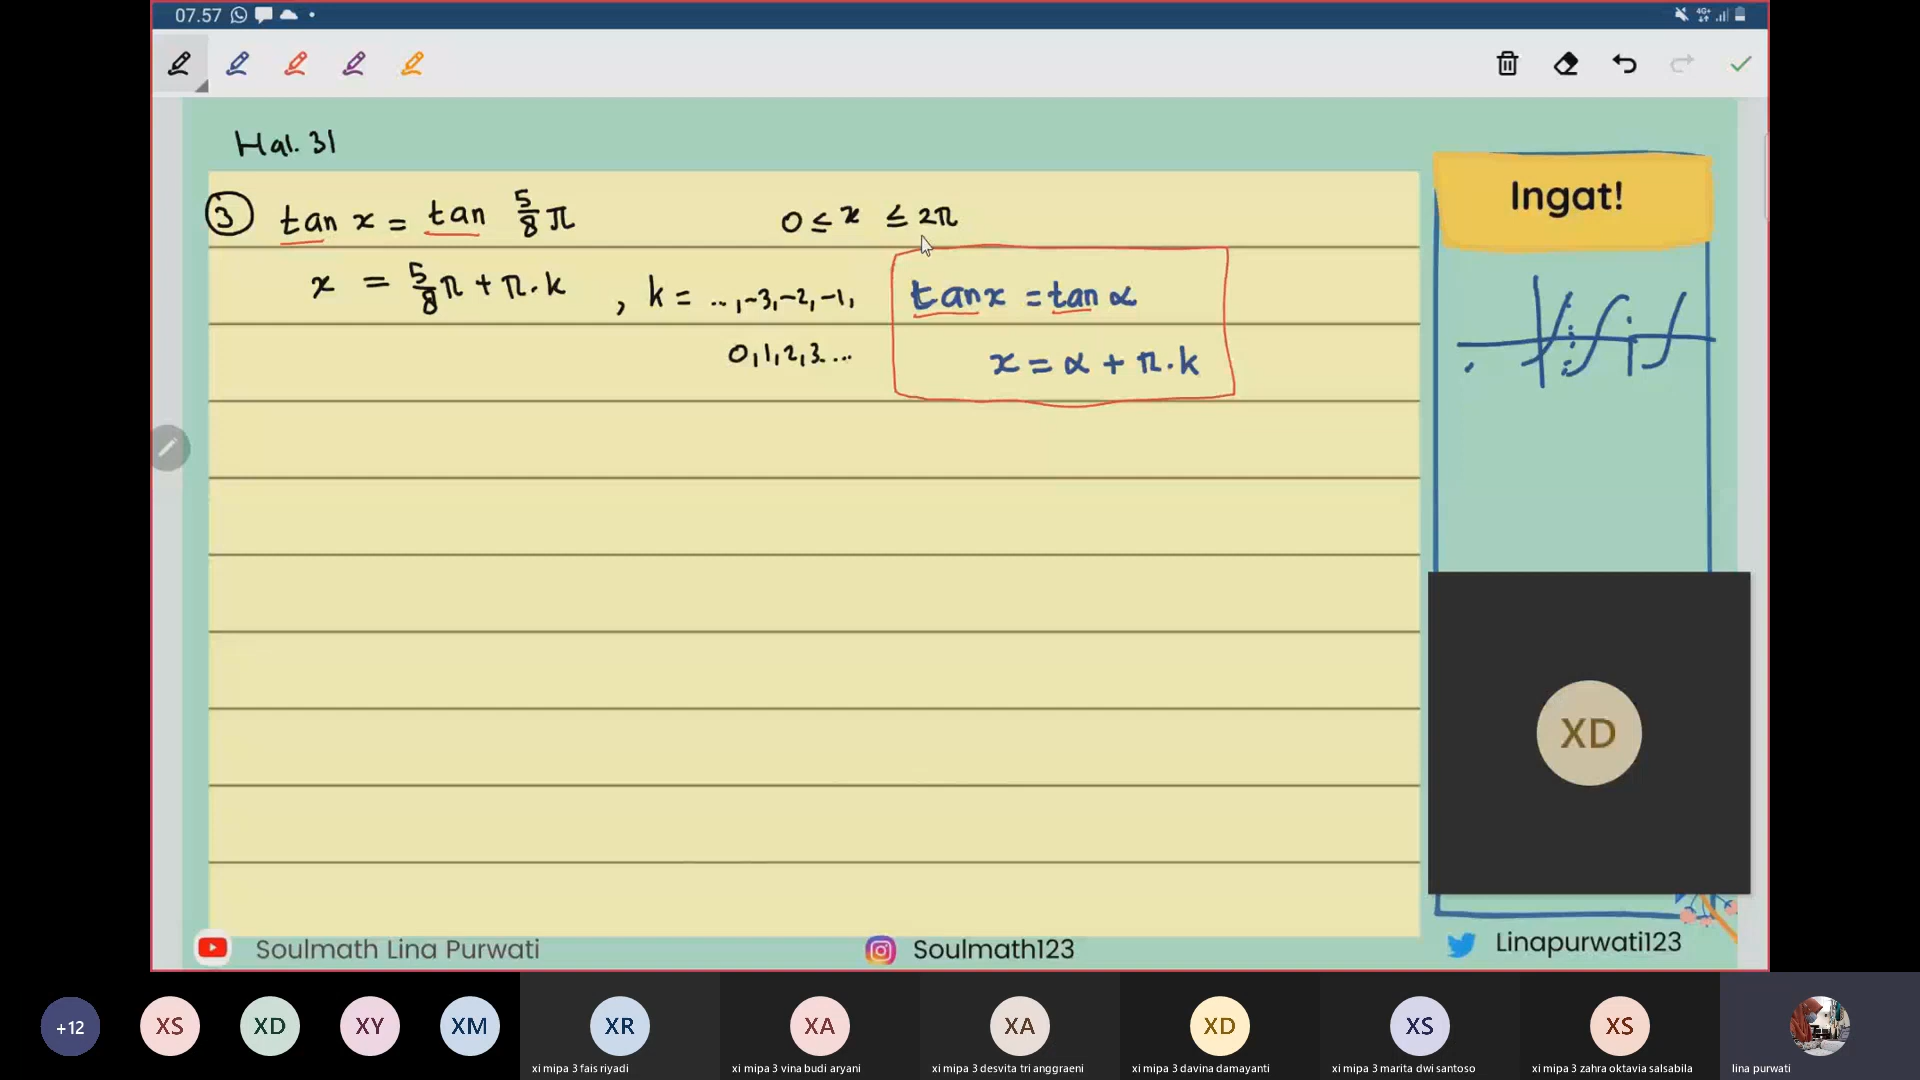 07.57
4G+
Hal. 31
Ingat!
3 tan x = tan 5/8 π 0 ≤ x ≤ 2π
x = 5/8 π + π . k , k = ..., -3, -2, -1,
0, 1, 2, 3 ...
tan x = tan α
x = α + π . k
XD
Soulmath Lina Purwati
Soulmath123
Linapurwati123
+12
XS
XD
XY
XM
XR
XA
XA
XD
XS
XS
xi mipa 3 fais riyadi
xi mipa 3 vina budi aryani
xi mipa 3 desvita tri anggraeni
xi mipa 3 davina damayanti
xi mipa 3 marita dwi santoso
xi mipa 3 zahra oktavia salsabila
lina purwati